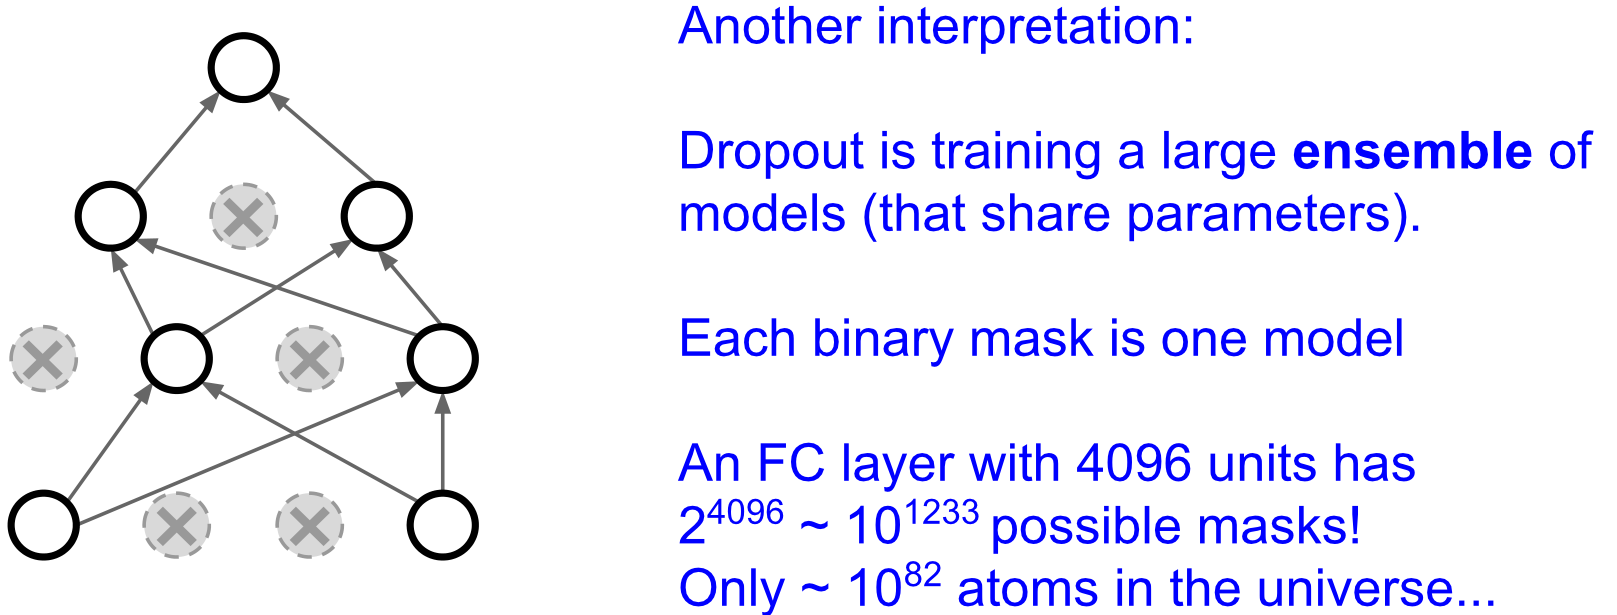 Another interpretation:
Dropout is training a large ensemble of
models (that share parameters).
Each binary mask is one model
An FC layer with 4096 units has
2^4096 ~ 10^1233 possible masks!
Only ~ 10^82 atoms in the universe...